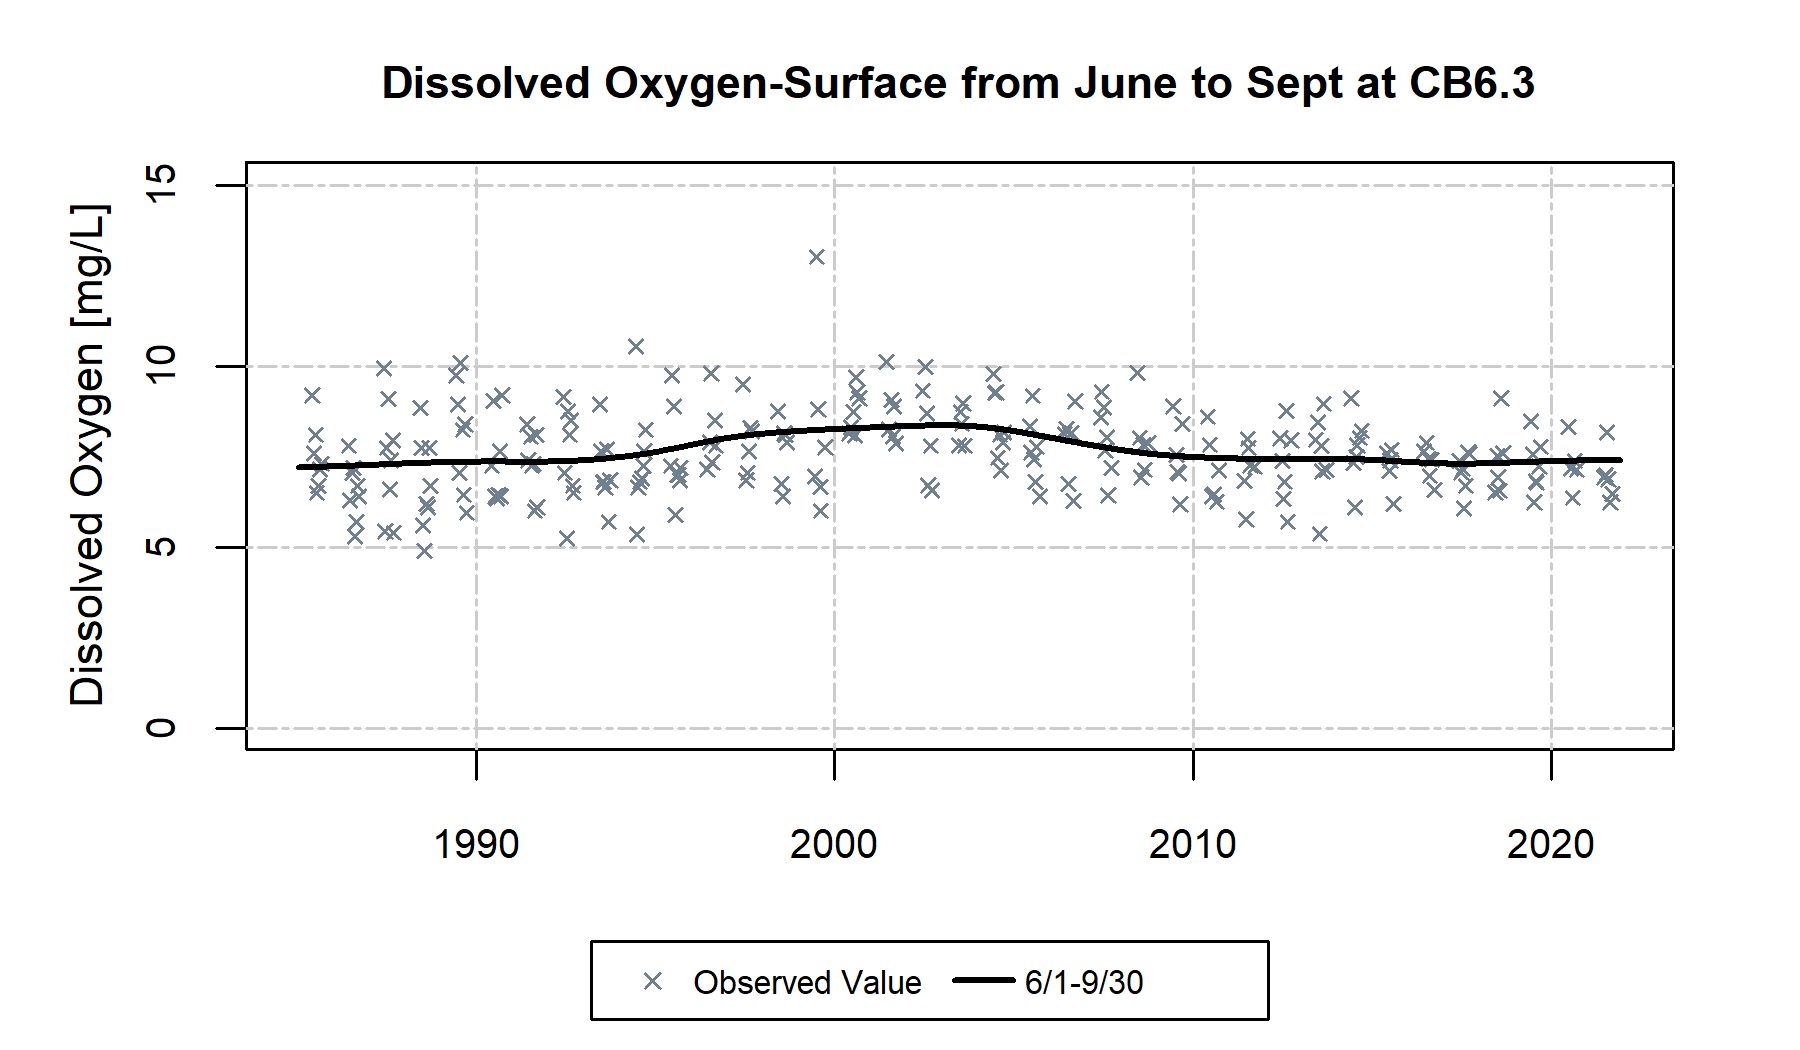 Dissolved Oxygen-Surface from June to Sept at CB6.3
Dissolved Oxygen [mg/L]
15
10
5
0
1990 2000 2010 2020
Observed Value 6/1-9/30